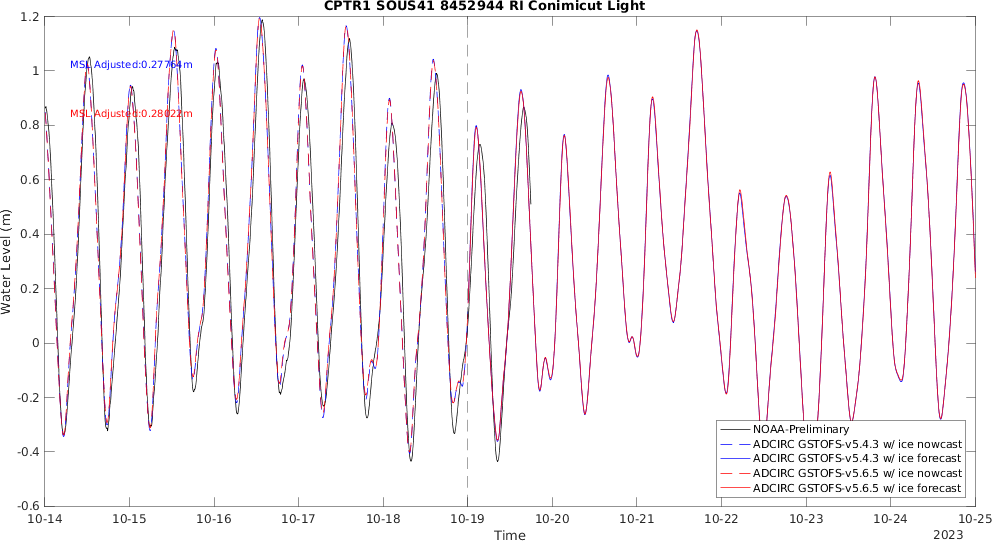 CPTR1 SOUS41 8452944 RI Conimicut Light
1.2
1
0.8
0.6
0.4
0.2
0
-0.2
-0.4
-0.6
Water Level (m)
MSL Adjusted:0.27764m
MSL Adjusted:0.28022m
NOAA-Preliminary
ADCIRC GSTOFS-v5.4.3 w/ ice nowcast
ADCIRC GSTOFS-v5.4.3 w/ ice forecast
ADCIRC GSTOFS-v5.6.5 w/ ice nowcast
ADCIRC GSTOFS-v5.6.5 w/ ice forecast
10-14 10-15 10-16 10-17 10-18 10-19 10-20 10-21 10-22 10-23 10-24 10-25
Time
2023